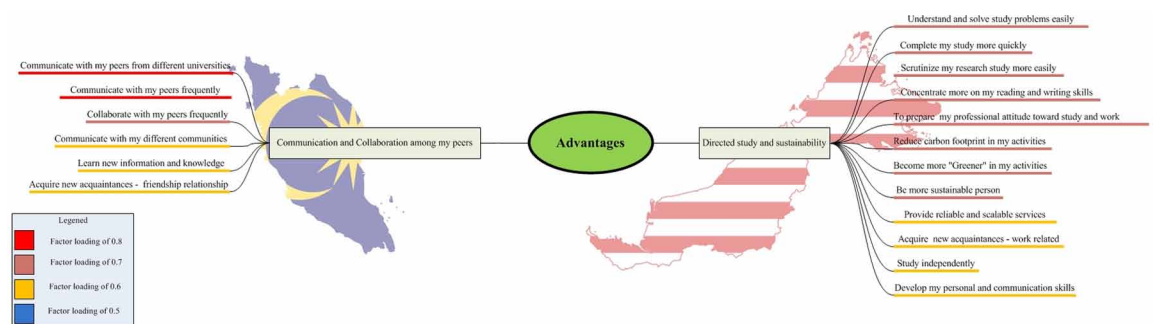 Communicate with my peers from different universities
Communicate with my peers frequently
Collaborate with my peers frequently
Communicate with my different communities
Learn new information and knowledge
Acquire new acquaintances - friendship relationship
Communication and Collaboration among my peers
Advantages
Directed study and sustainability
Understand and solve study problems easily
Complete my study more quickly
Scrutinize my research study more easily
Concentrate more on my reading and writing skills
To prepare my professional attitude toward study and work
Reduce carbon footprint in my activities
Become more "Greener" in my activities
Be more sustainable person
Provide reliable and scalable services
Acquire new acquaintances - work related
Study independently
Develop my personal and communication skills
Legened
Factor loading of 0.8
Factor loading of 0.7
Factor loading of 0.6
Factor loading of 0.5